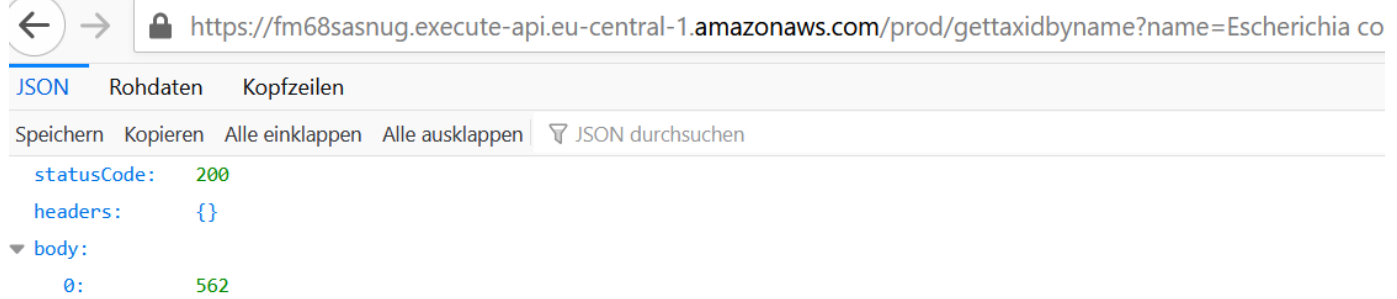 https://fm68sasnug.execute-api.eu-central-1.amazonaws.com/prod/gettaxidbyname?name=Escherichia co
JSON Rohdaten Kopfzeilen
Speichern Kopieren Alle einklappen Alle ausklappen JSON durchsuchen
statusCode: 200
headers: {}
body:
0: 562